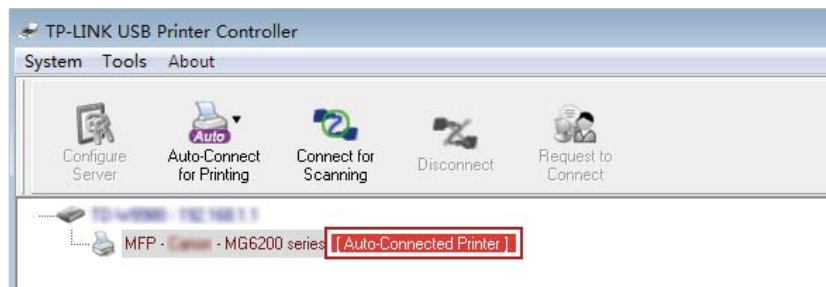 TP-LINK USB Printer Controller
System Tools About
Auto
Configure Server
Auto-Connect for Printing
Connect for Scanning
Disconnect
Request to Connect
MFP - - MG6200 series [ Auto-Connected Printer ]